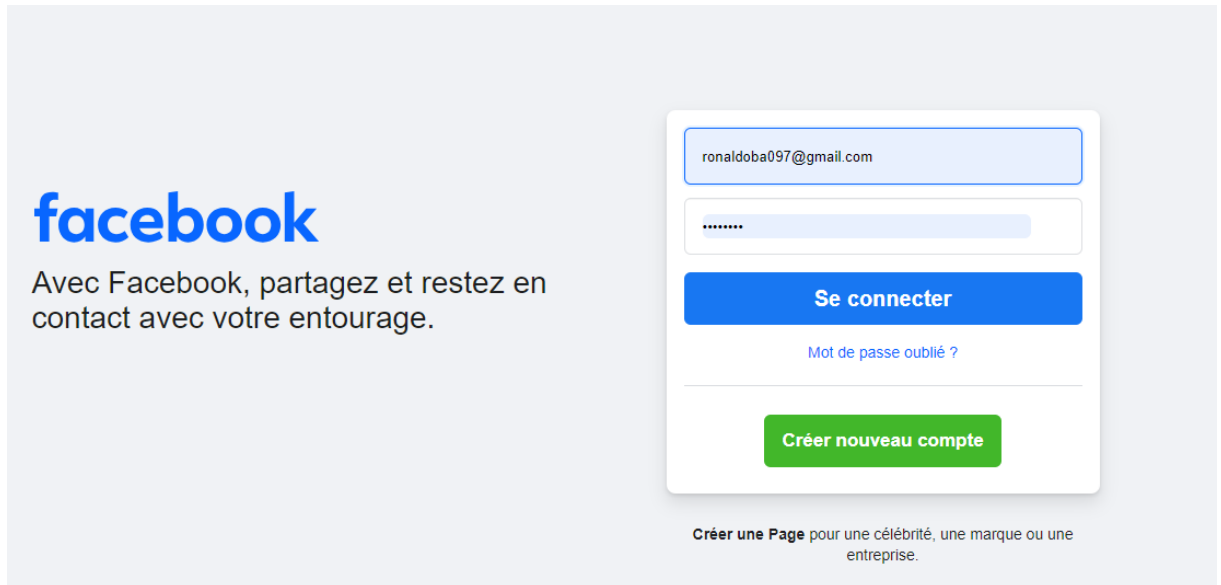 facebook
Avec Facebook, partagez et restez en
contact avec votre entourage.
ronaldoba097@gmail.com
••••••••
Se connecter
Mot de passe oublié ?
Créer nouveau compte
Créer une Page pour une célébrité, une marque ou une
entreprise.